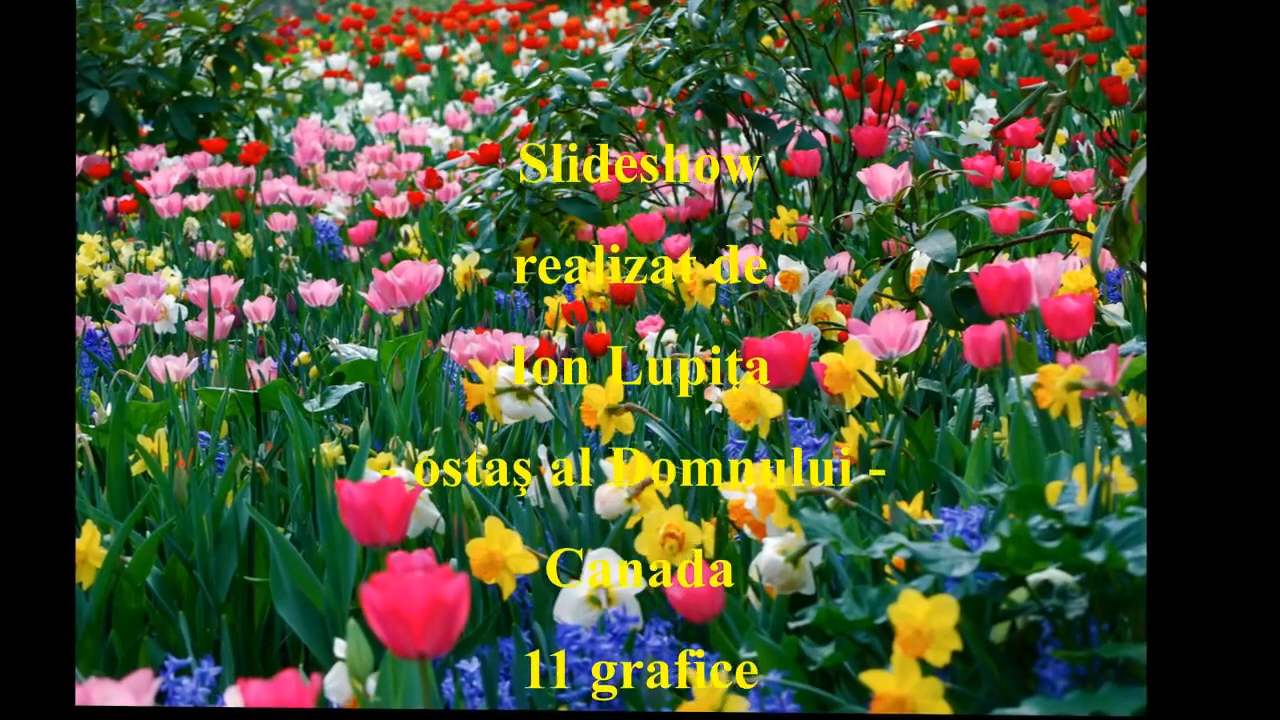 Slideshow
realizat de
Ion Lupiţa
- ostaş al Domnului -
Canada
11 grafice